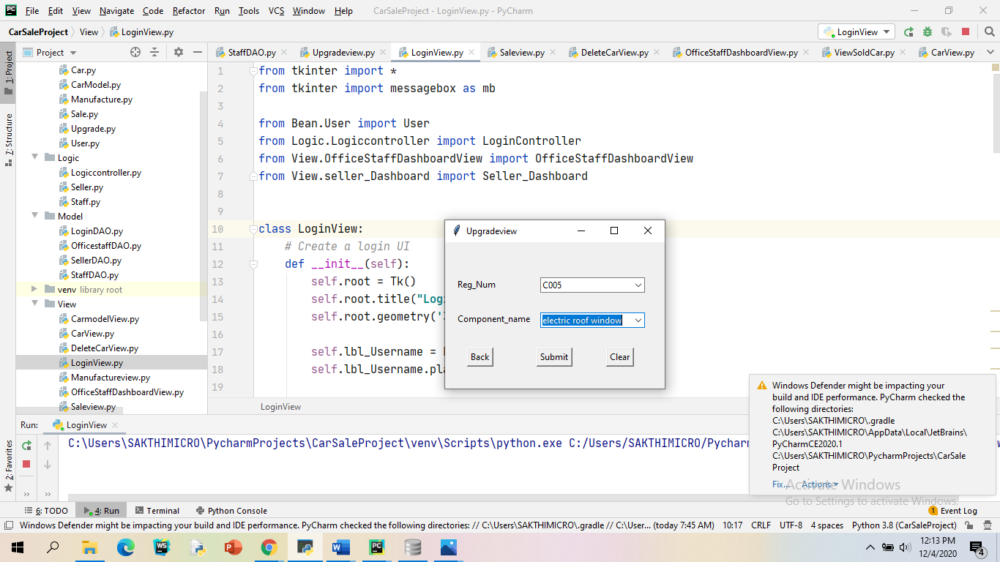 File Edit View Navigate Code Refactor Run Tools VCS Window Help CarSaleProject - LoginView.py - PyCharm
CarSaleProject View LoginView.py LoginView
Project StaffDAO.py Upgradeview.py LoginView.py Saleview.py DeleteCarView.py OfficeStaffDashboardView.py ViewSoldCar.py CarView.py
1: Project
7: Structure
2: Favorites
Car.py
CarModel.py
Manufacture.py
Sale.py
Upgrade.py
User.py
Logic
Logiccontroller.py
Seller.py
Staff.py
Model
LoginDAO.py
OfficestaffDAO.py
SellerDAO.py
StaffDAO.py
venv library root
View
CarmodelView.py
CarView.py
DeleteCarView.py
LoginView.py
Manufactureview.py
OfficeStaffDashboardView.py
Saleview.py
1 from tkinter import *
2 from tkinter import messagebox as mb
3
4 from Bean.User import User
5 from Logic.Logiccontroller import LoginController
6 from View.OfficeStaffDashboardView import OfficeStaffDashboardView
7 from View.seller_Dashboard import Seller_Dashboard
8
9
10 class LoginView:
11 # Create a login UI
12 def __init__(self):
13 self.root = Tk()
14 self.root.title("Log
15 self.root.geometry('
16
17 self.lbl_Username =
18 self.lbl_Username.pl
19
LoginView
Upgradeview
Reg_Num C005
Component_name electric roof window
Back Submit Clear
Windows Defender might be impacting your
build and IDE performance. PyCharm checked the
following directories:
C:\Users\SAKTHIMICRO\.gradle
C:\Users\SAKTHIMICRO\AppData\Local\JetBrains\
PyCharmCE2020.1
C:\Users\SAKTHIMICRO\PycharmProjects\CarSale
Project
Fix... Actions
Activate Windows
Go to Settings to activate Windows.
Run: LoginView
C:\Users\SAKTHIMICRO\PycharmProjects\CarSaleProject\venv\Scripts\python.exe C:/Users/SAKTHIMICRO/Pycharm
6: TODO 4: Run Terminal Python Console 1 Event Log
Windows Defender might be impacting your build and IDE performance. PyCharm checked the following directories: // C:\Users\SAKTHIMICRO\.gradle // C:\User... (today 7:45 AM) 10:17 CRLF UTF-8 4 spaces Python 3.8 (CarSaleProject)
12:13 PM
12/4/2020
4